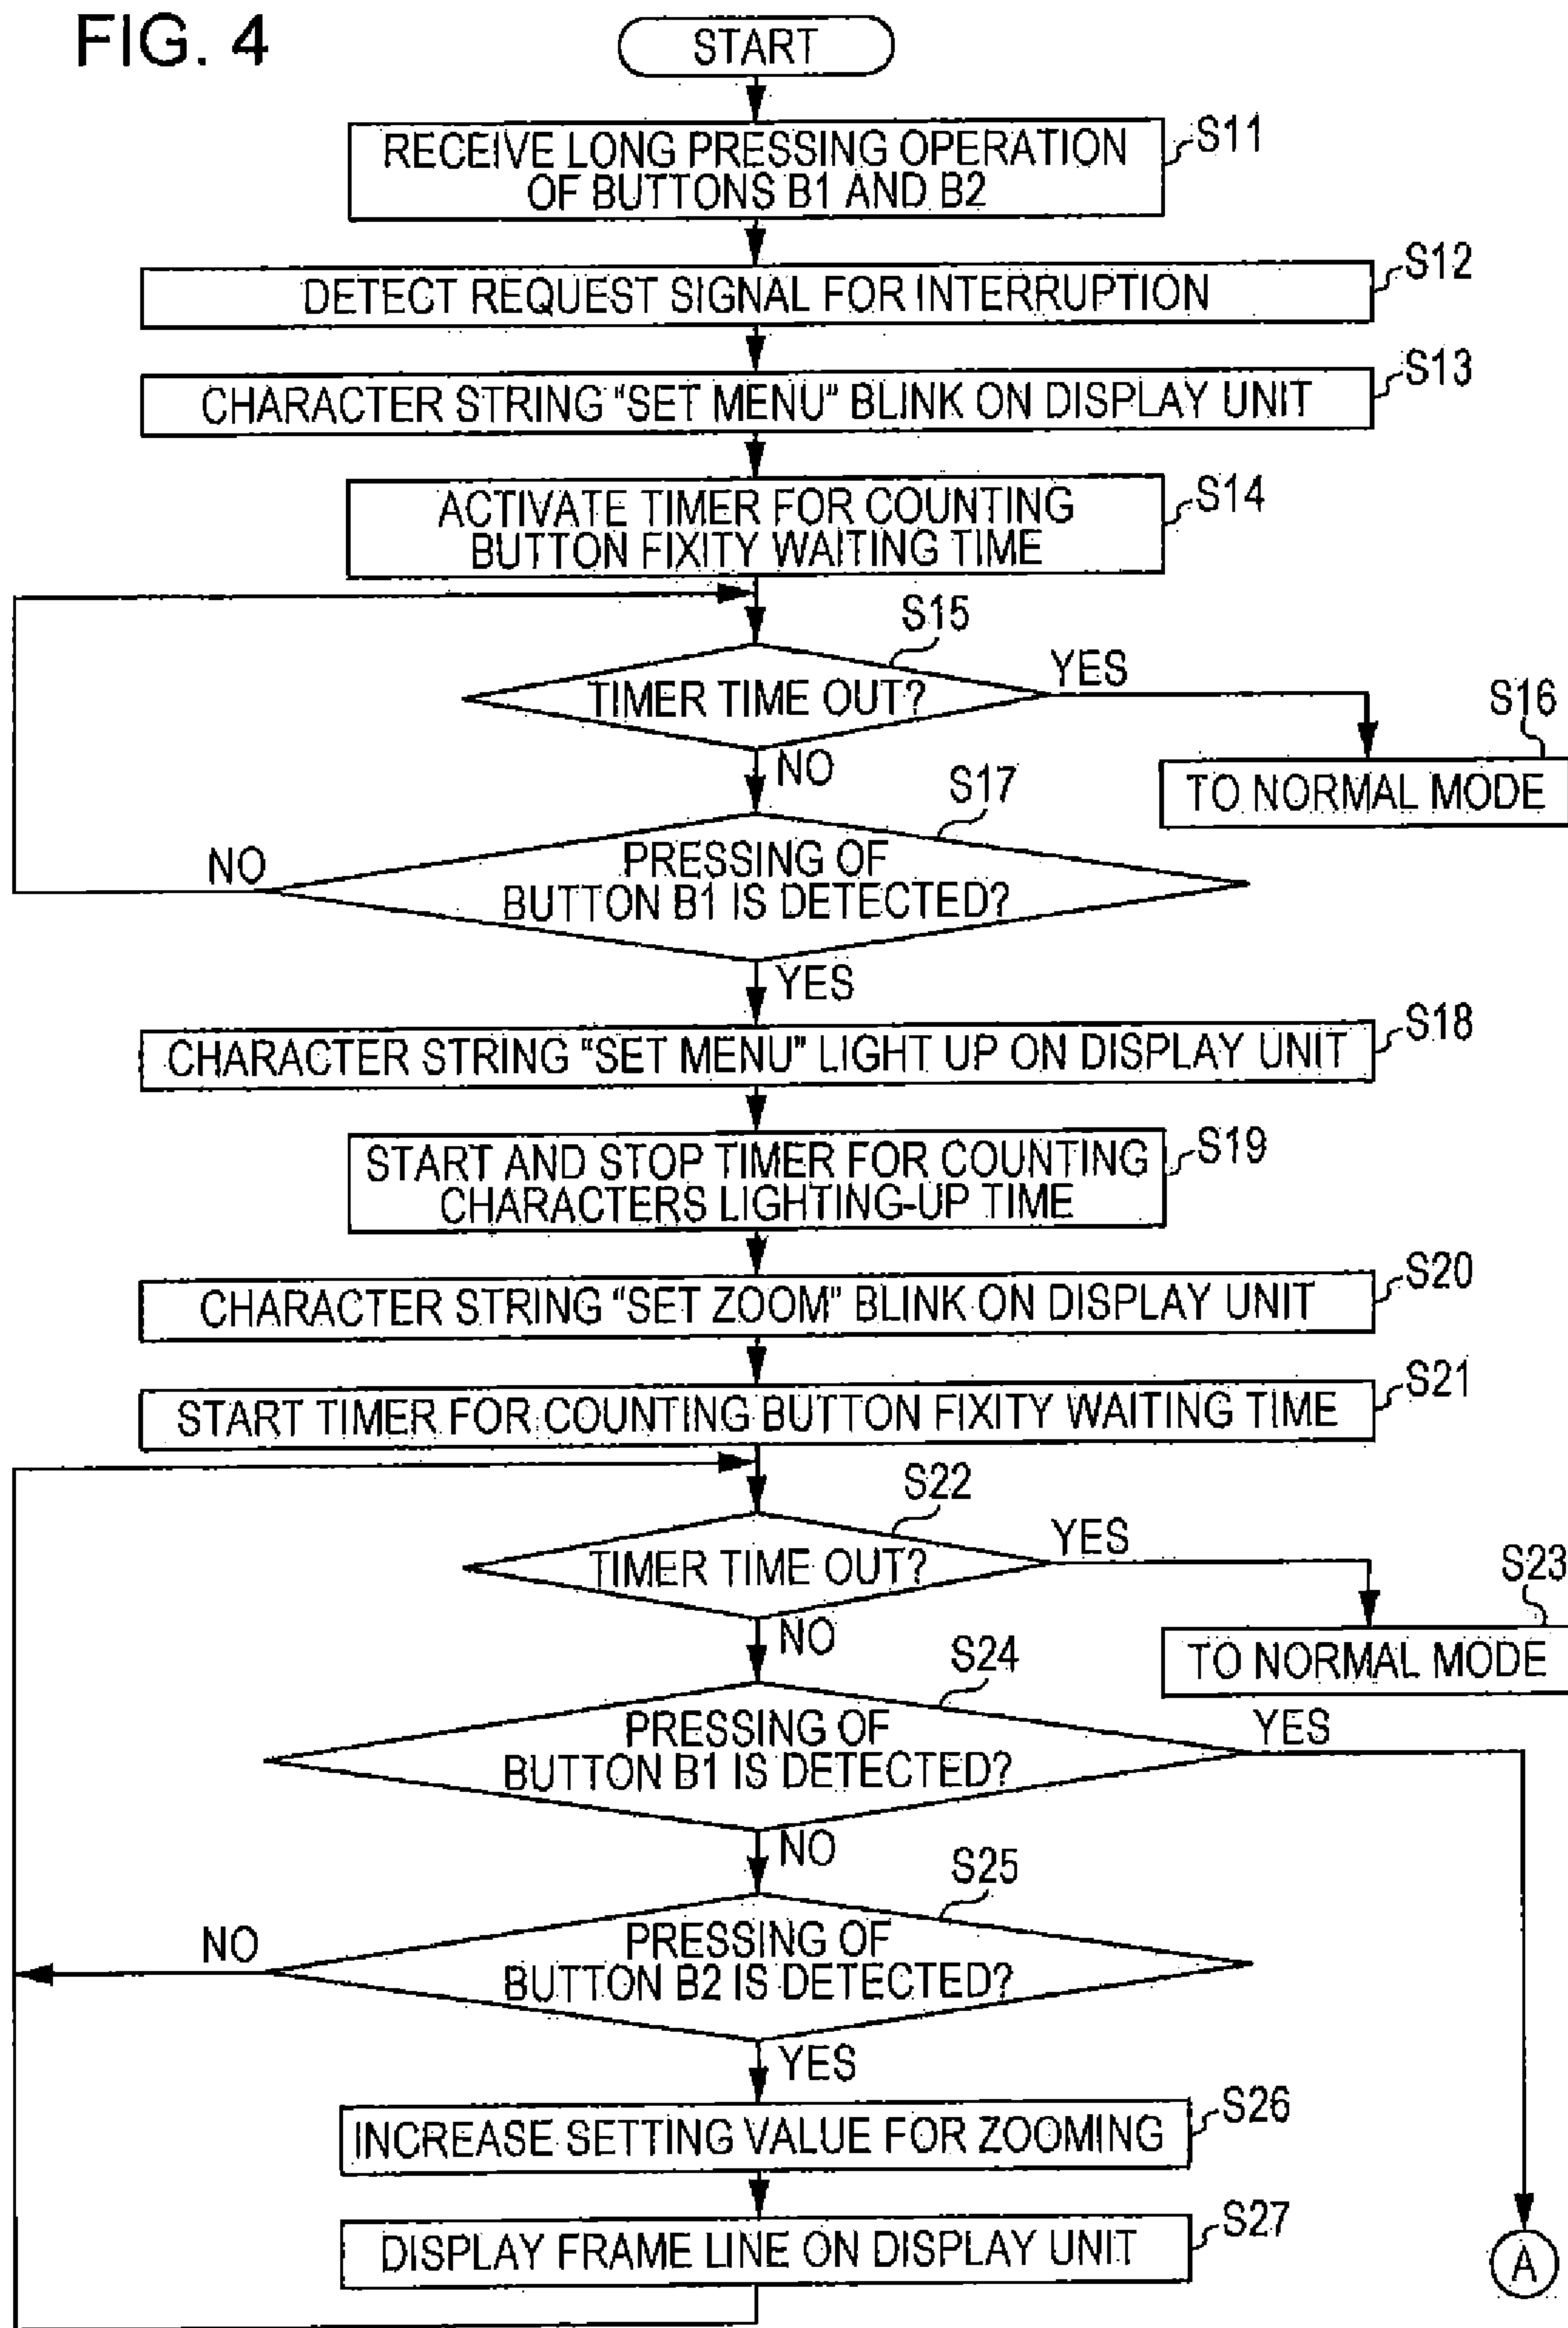 FIG. 4
START
RECEIVE LONG PRESSING OPERATION
OF BUTTONS B1 AND B2
S11
DETECT REQUEST SIGNAL FOR INTERRUPTION
S12
CHARACTER STRING "SET MENU" BLINK ON DISPLAY UNIT
S13
ACTIVATE TIMER FOR COUNTING
BUTTON FIXITY WAITING TIME
S14
S15
TIMER TIME OUT?
YES
NO
S16
TO NORMAL MODE
S17
PRESSING OF
BUTTON B1 IS DETECTED?
NO
YES
CHARACTER STRING "SET MENU" LIGHT UP ON DISPLAY UNIT
S18
START AND STOP TIMER FOR COUNTING
CHARACTERS LIGHTING-UP TIME
S19
CHARACTER STRING "SET ZOOM" BLINK ON DISPLAY UNIT
S20
START TIMER FOR COUNTING BUTTON FIXITY WAITING TIME
S21
S22
TIMER TIME OUT?
YES
NO
S23
TO NORMAL MODE
S24
PRESSING OF
BUTTON B1 IS DETECTED?
YES
NO
S25
PRESSING OF
BUTTON B2 IS DETECTED?
NO
YES
INCREASE SETTING VALUE FOR ZOOMING
S26
DISPLAY FRAME LINE ON DISPLAY UNIT
S27
A